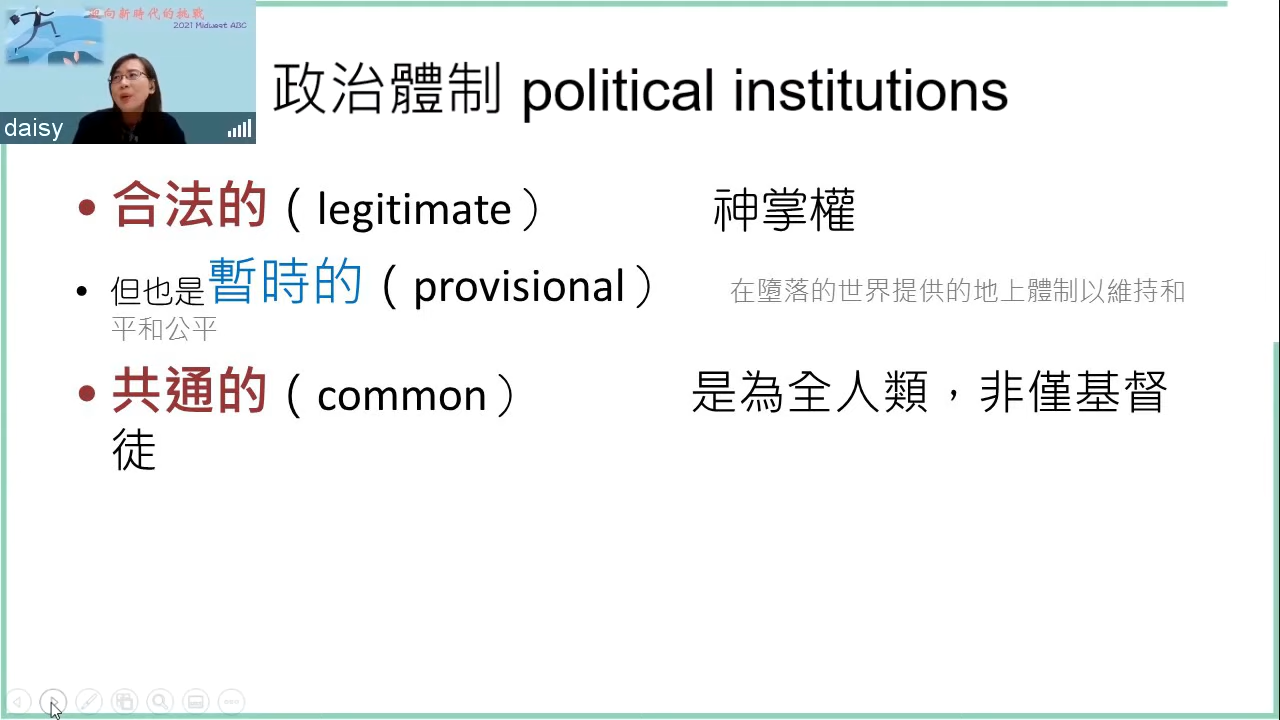 迎向新時代的挑戰
2021 Midwest ABC
daisy
政治體制 political institutions
• 合法的（legitimate） 神掌權
• 但也是暫時的（provisional） 在墮落的世界提供的地上體制以維持和
平和公平
• 共通的（common） 是為全人類，非僅基督
徒